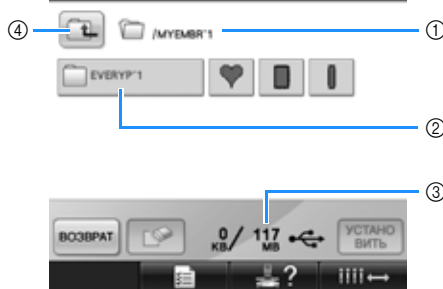 ④ /MYEMBR~1 ①
EVERYP~1
②
③
ВОЗВРАТ 0 KB / 117 MB УСТАНО ВИТЬ
?